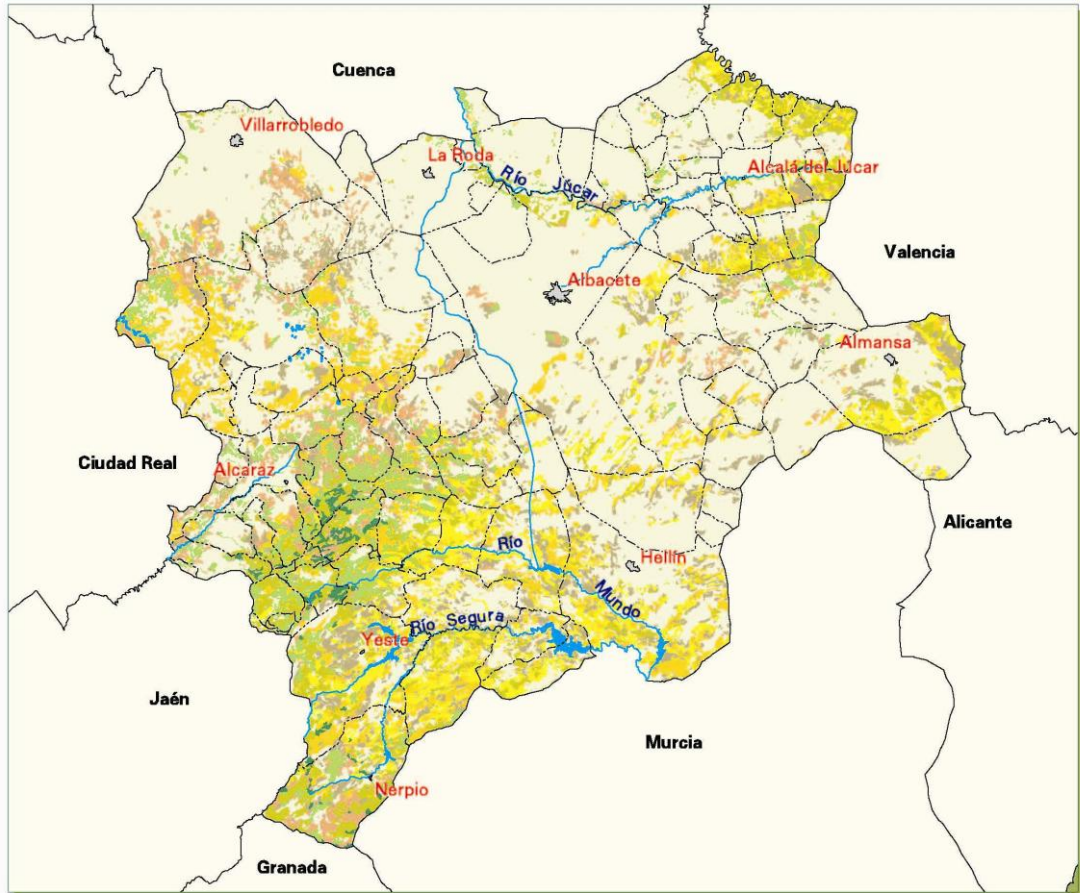 Cuenca
Villarrobledo
La Roda
Río Júcar
Alcalá del Júcar
Valencia
Albacete
Almansa
Ciudad Real
Alcaraz
Alicante
Río Mundo
Hellín
Río Segura
Yeste
Jaén
Murcia
Nerpio
Granada